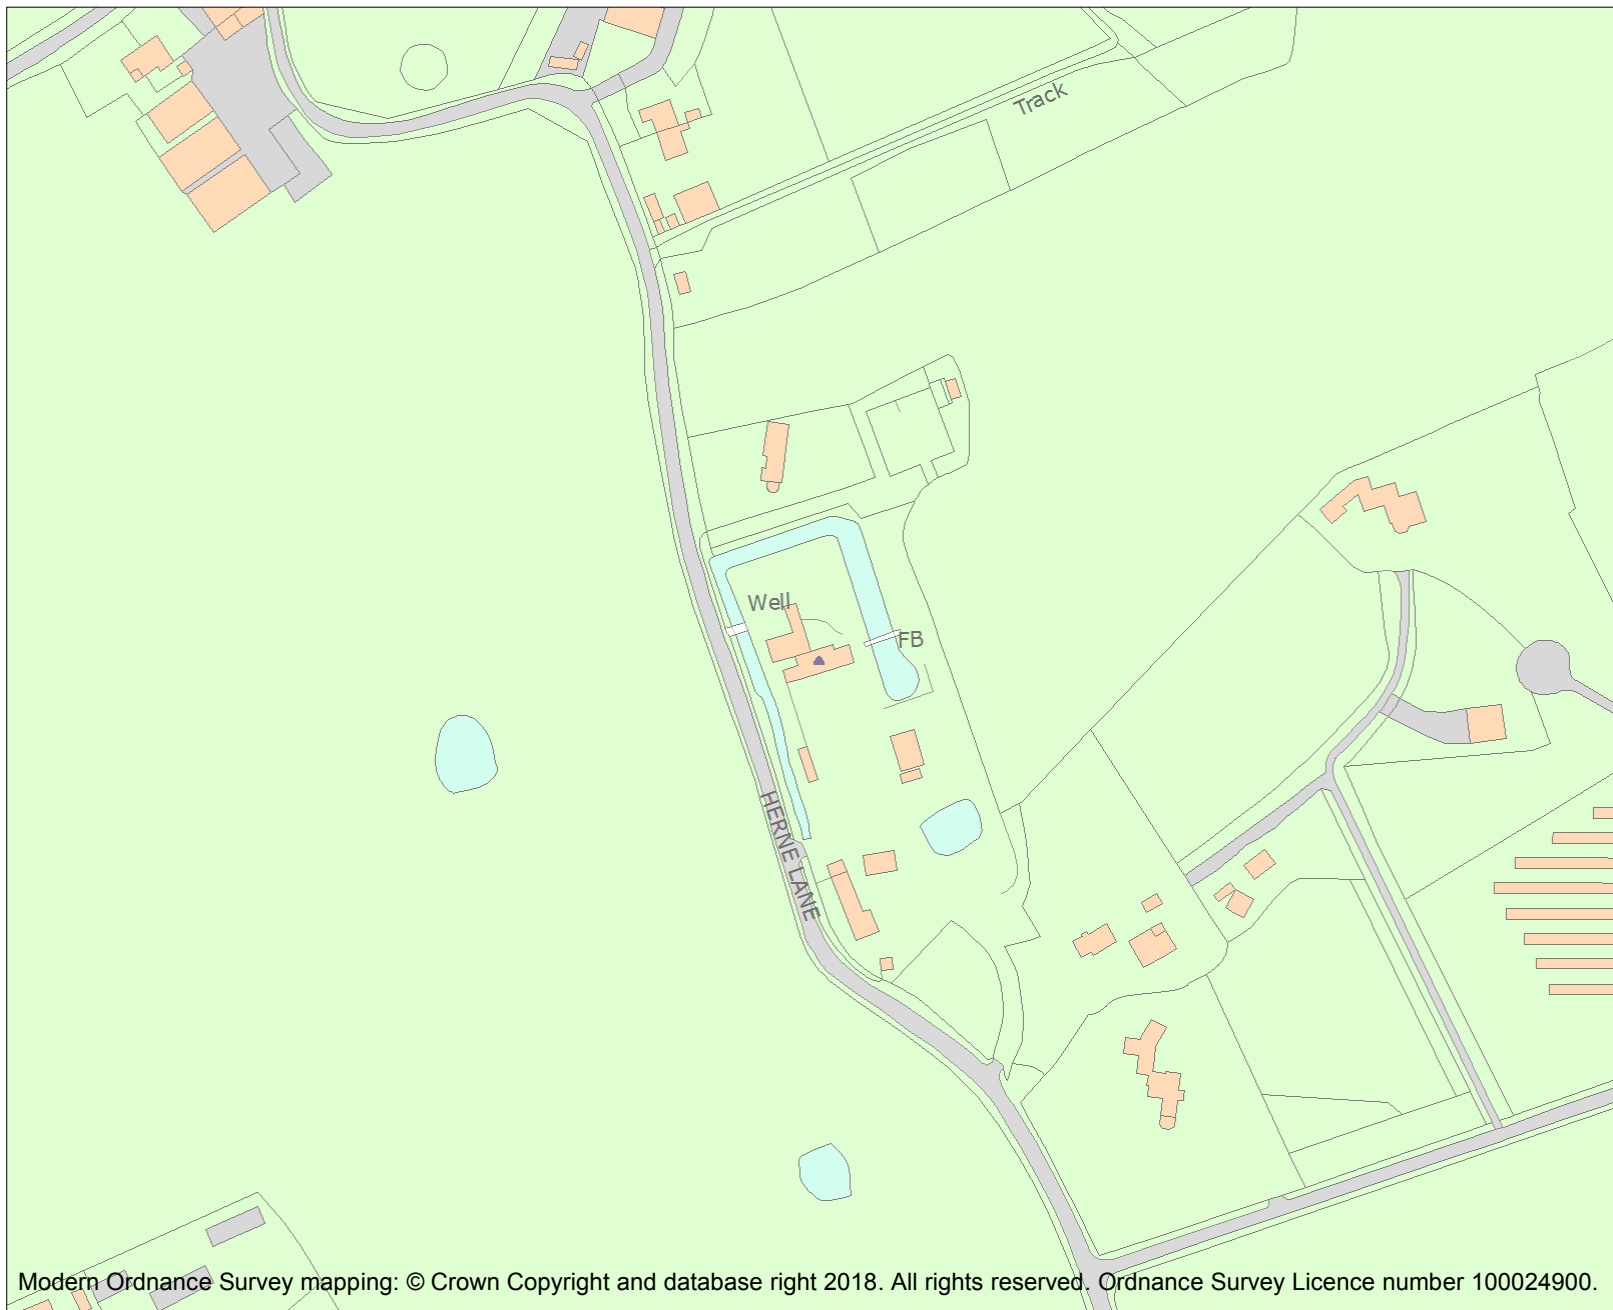 Track
Well
FB
HERNE LANE
Modern Ordnance Survey mapping: © Crown Copyright and database right 2018. All rights reserved. Ordnance Survey Licence number 100024900.